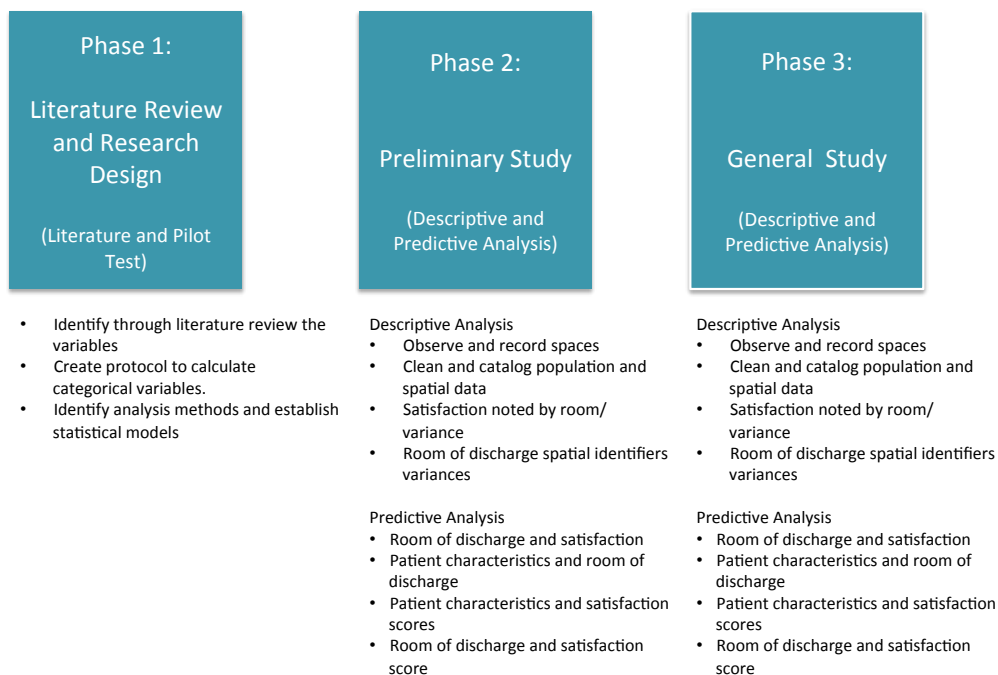 Phase 1:
Literature Review
and Research
Design
(Literature and Pilot
Test)
• Identify through literature review the
variables
• Create protocol to calculate
categorical variables.
• Identify analysis methods and establish
statistical models
Phase 2:
Preliminary Study
(Descriptive and
Predictive Analysis)
Descriptive Analysis
• Observe and record spaces
• Clean and catalog population and
spatial data
• Satisfaction noted by room/
variance
• Room of discharge spatial identifiers
variances
Predictive Analysis
• Room of discharge and satisfaction
• Patient characteristics and room of
discharge
• Patient characteristics and satisfaction
scores
• Room of discharge and satisfaction
score
Phase 3:
General Study
(Descriptive and
Predictive Analysis)
Descriptive Analysis
• Observe and record spaces
• Clean and catalog population and
spatial data
• Satisfaction noted by room/
variance
• Room of discharge spatial identifiers
variances
Predictive Analysis
• Room of discharge and satisfaction
• Patient characteristics and room of
discharge
• Patient characteristics and satisfaction
scores
• Room of discharge and satisfaction
score